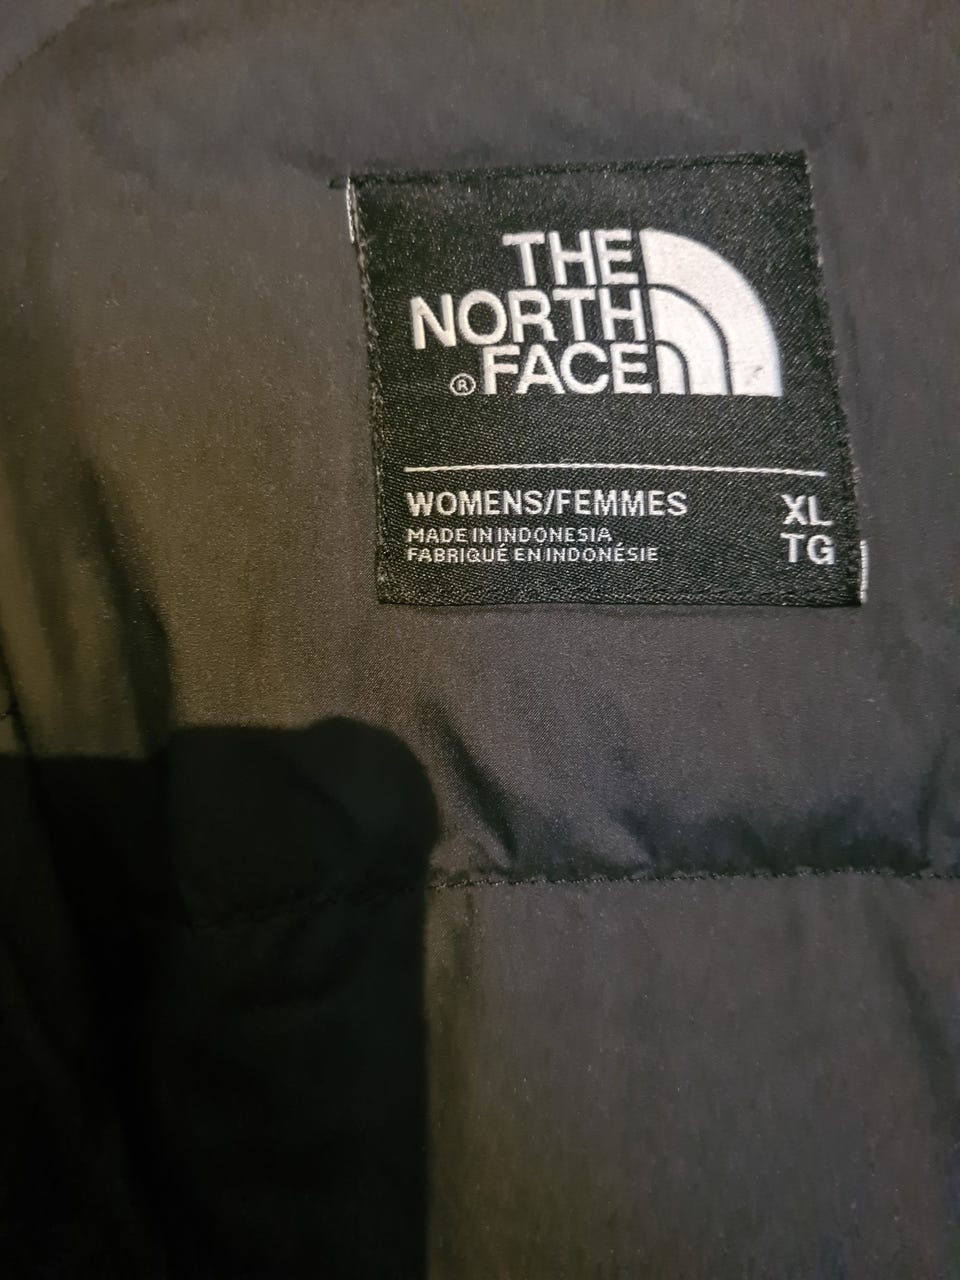 THE
NORTH
® FACE
WOMENS/FEMMES XL
MADE IN INDONESIA
FABRIQUÉ EN INDONÉSIE TG